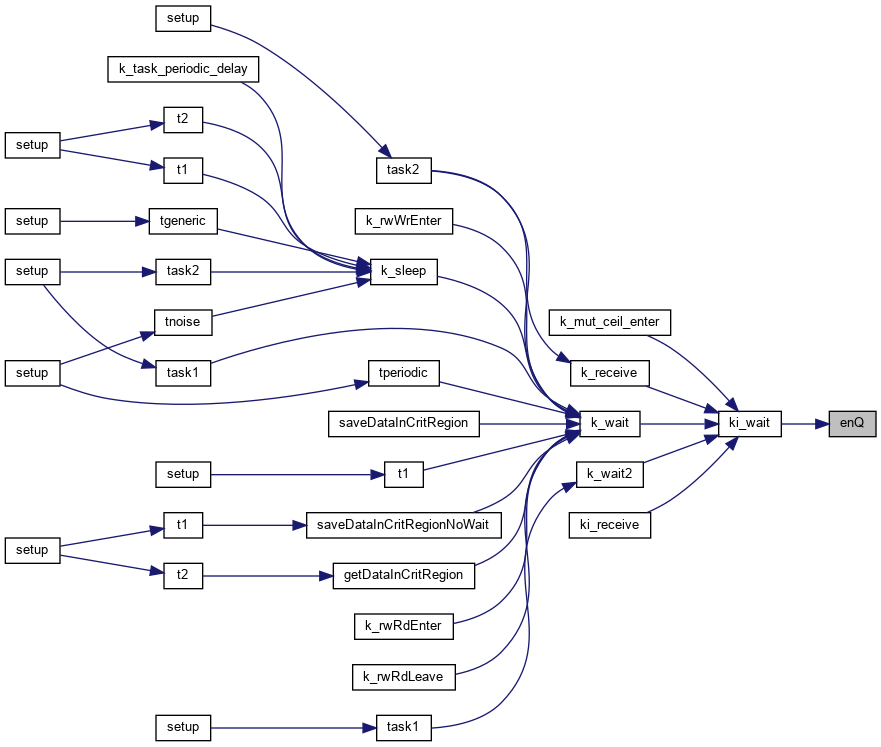 setup
k_task_periodic_delay
t2
setup
t1
task2
setup
tgeneric
k_rwWrEnter
setup
task2
k_sleep
tnoise
k_mut_ceil_enter
setup
task1
tperiodic
k_receive
saveDataInCritRegion
k_wait
ki_wait
enQ
setup
t1
k_wait2
t1
saveDataInCritRegionNoWait
ki_receive
setup
t2
getDataInCritRegion
k_rwRdEnter
k_rwRdLeave
setup
task1